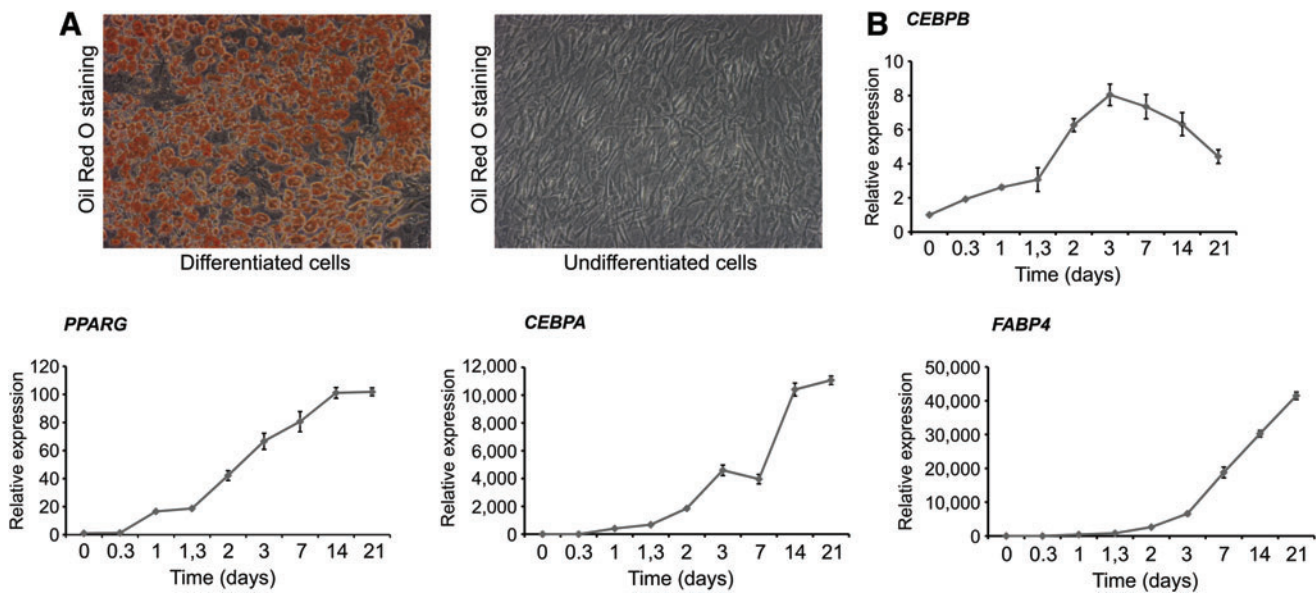 A
Oil Red O staining
Differentiated cells
Oil Red O staining
Undifferentiated cells
B
CEBPB
Relative expression
10
8
6
4
2
0
0 0.3 1 1,3 2 3 7 14 21
Time (days)
PPARG
Relative expression
120
100
80
60
40
20
0
0 0.3 1 1,3 2 3 7 14 21
Time (days)
CEBPA
Relative expression
12,000
10,000
8,000
6,000
4,000
2,000
0
0 0.3 1 1,3 2 3 7 14 21
Time (days)
FABP4
Relative expression
50,000
40,000
30,000
20,000
10,000
0
0 0.3 1 1,3 2 3 7 14 21
Time (days)